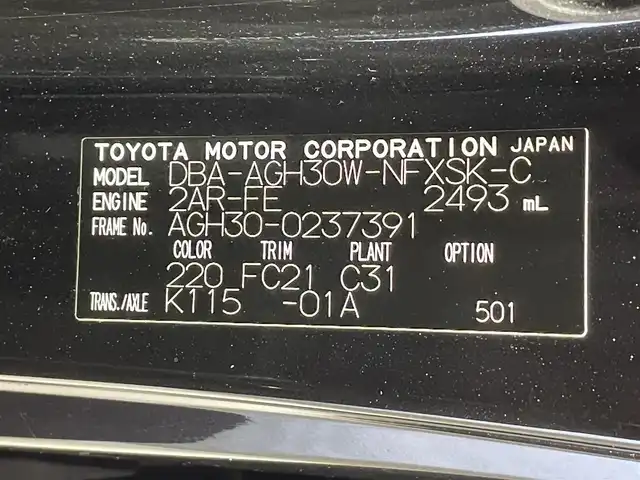 TOYOTA MOTOR CORPORATION JAPAN
MODEL DBA-AGH30W-NFXSK-C
ENGINE 2AR-FE 2493 mL
FRAME No. AGH30-0237391
COLOR TRIM PLANT OPTION
220 FC21 C31
TRANS./AXLE K115 -01A 501